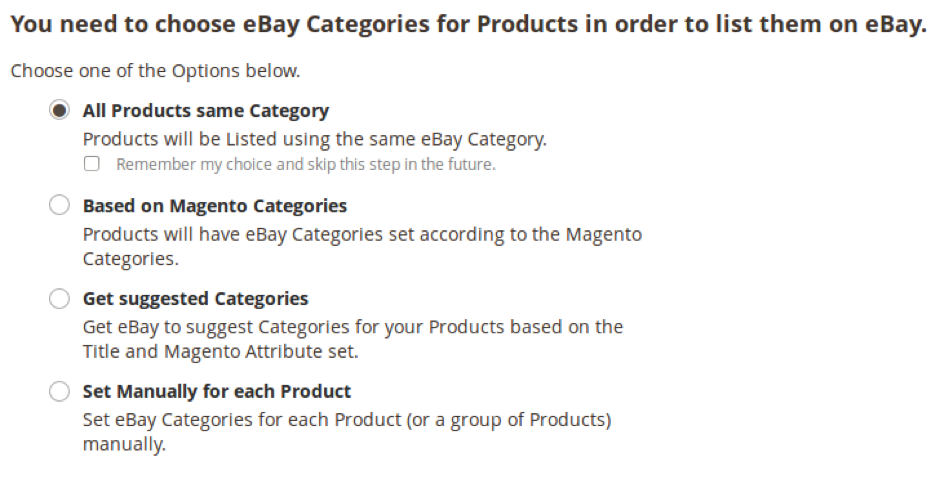 You need to choose eBay Categories for Products in order to list them on eBay.
Choose one of the Options below.
All Products same Category
Products will be Listed using the same eBay Category.
Remember my choice and skip this step in the future.
Based on Magento Categories
Products will have eBay Categories set according to the Magento
Categories.
Get suggested Categories
Get eBay to suggest Categories for your Products based on the
Title and Magento Attribute set.
Set Manually for each Product
Set eBay Categories for each Product (or a group of Products)
manually.